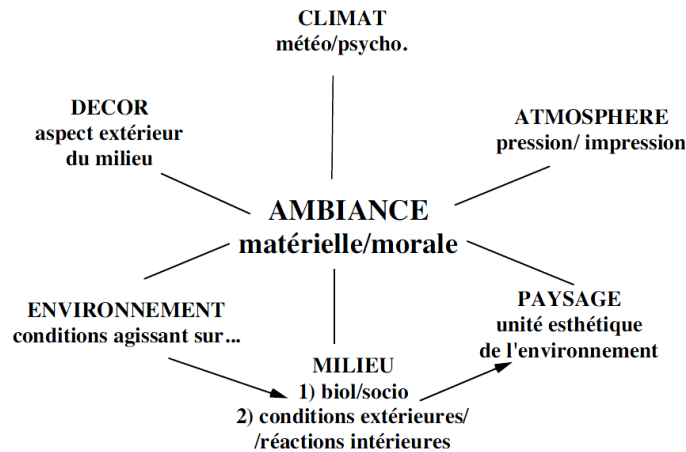 CLIMAT
météo/psycho.
DECOR
aspect extérieur
du milieu
ATMOSPHERE
pression/ impression
AMBIANCE
matérielle/morale
ENVIRONNEMENT
conditions agissant sur...
PAYSAGE
unité esthétique
de l'environnement
MILIEU
1) biol/socio
2) conditions extérieures/
/réactions intérieures